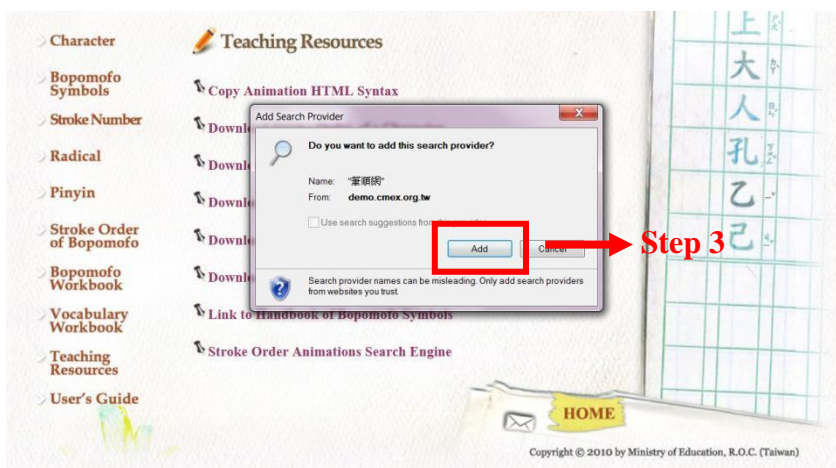 Character
Bopomofo
Symbols
Stroke Number
Radical
Pinyin
Stroke Order
of Bopomofo
Bopomofo
Workbook
Vocabulary
Workbook
Teaching
Resources
User's Guide
Teaching Resources
Copy Animation HTML Syntax
Downl
Downl
Downl
Downl
Downl
Link to Handbook of Bopomofo Symbols
Stroke Order Animations Search Engine
Add Search Provider
Do you want to add this search provider?
Name: "筆順網"
From: demo.cmex.org.tw
Use search suggestions from this provider
Add
Cancel
Search provider names can be misleading. Only add search providers
from websites you trust.
Step 3
上
大
人
孔
乙
己
HOME
Copyright © 2010 by Ministry of Education, R.O.C. (Taiwan)